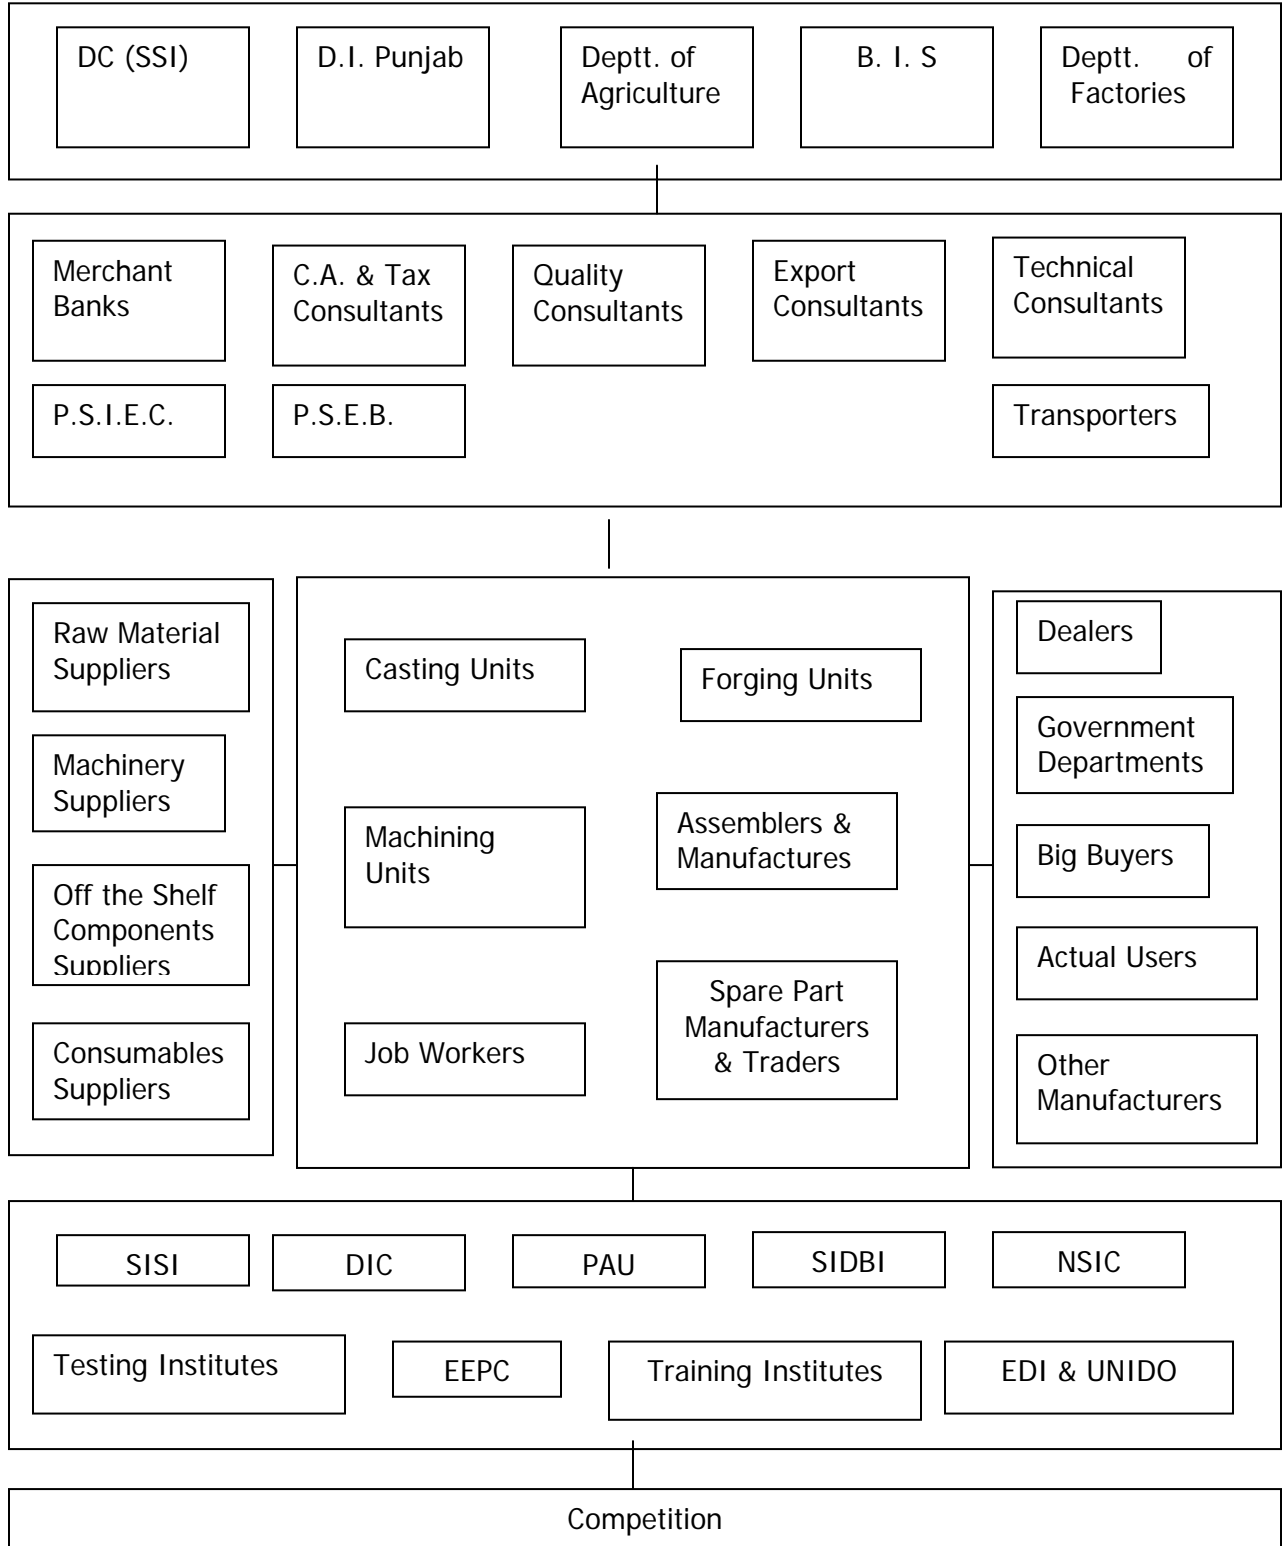 DC (SSI)
D.I. Punjab
Deptt. of
Agriculture
B. I. S
Deptt. of
Factories
Merchant
Banks
C.A. & Tax
Consultants
Quality
Consultants
Export
Consultants
Technical
Consultants
P.S.I.E.C.
P.S.E.B.
Transporters
Raw Material
Suppliers
Machinery
Suppliers
Off the Shelf
Components
Suppliers
Consumables
Suppliers
Casting Units
Forging Units
Machining
Units
Assemblers &
Manufactures
Job Workers
Spare Part
Manufacturers
& Traders
Dealers
Government
Departments
Big Buyers
Actual Users
Other
Manufacturers
SISI
DIC
PAU
SIDBI
NSIC
Testing Institutes
EEPC
Training Institutes
EDI & UNIDO
Competition